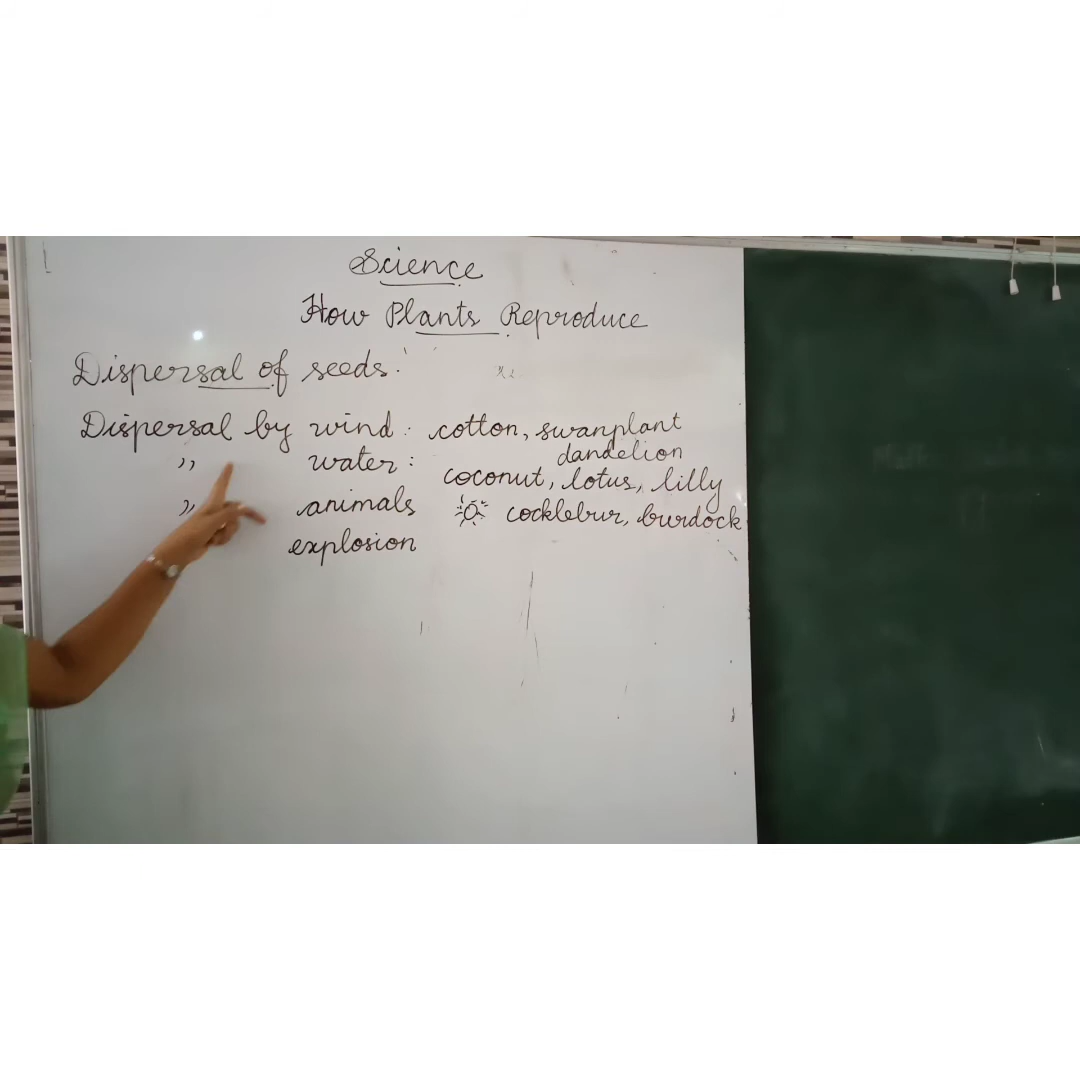 Science
How Plants Reproduce
Dispersal of seeds:
Dispersal by wind: cotton, swanplant
dandelion
" water: coconut, lotus, lilly
" animals cocklebur, burdock
explosion